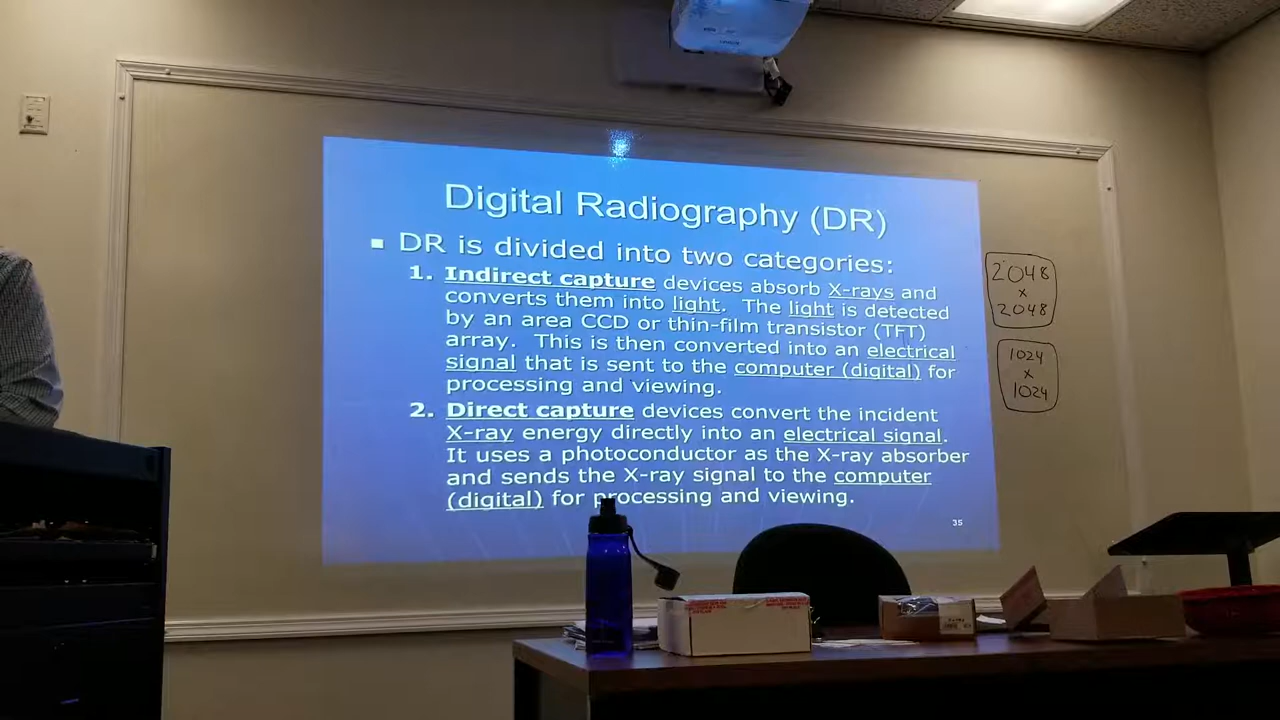 Digital Radiography (DR)
■ DR is divided into two categories:
1. Indirect capture devices absorb X-rays and
converts them into light. The light is detected
by an area CCD or thin-film transistor (TFT)
array. This is then converted into an electrical
signal that is sent to the computer (digital) for
processing and viewing.
2. Direct capture devices convert the incident
X-ray energy directly into an electrical signal.
It uses a photoconductor as the X-ray absorber
and sends the X-ray signal to the computer
(digital) for processing and viewing.
35
2048
x
2048
1024
x
1024